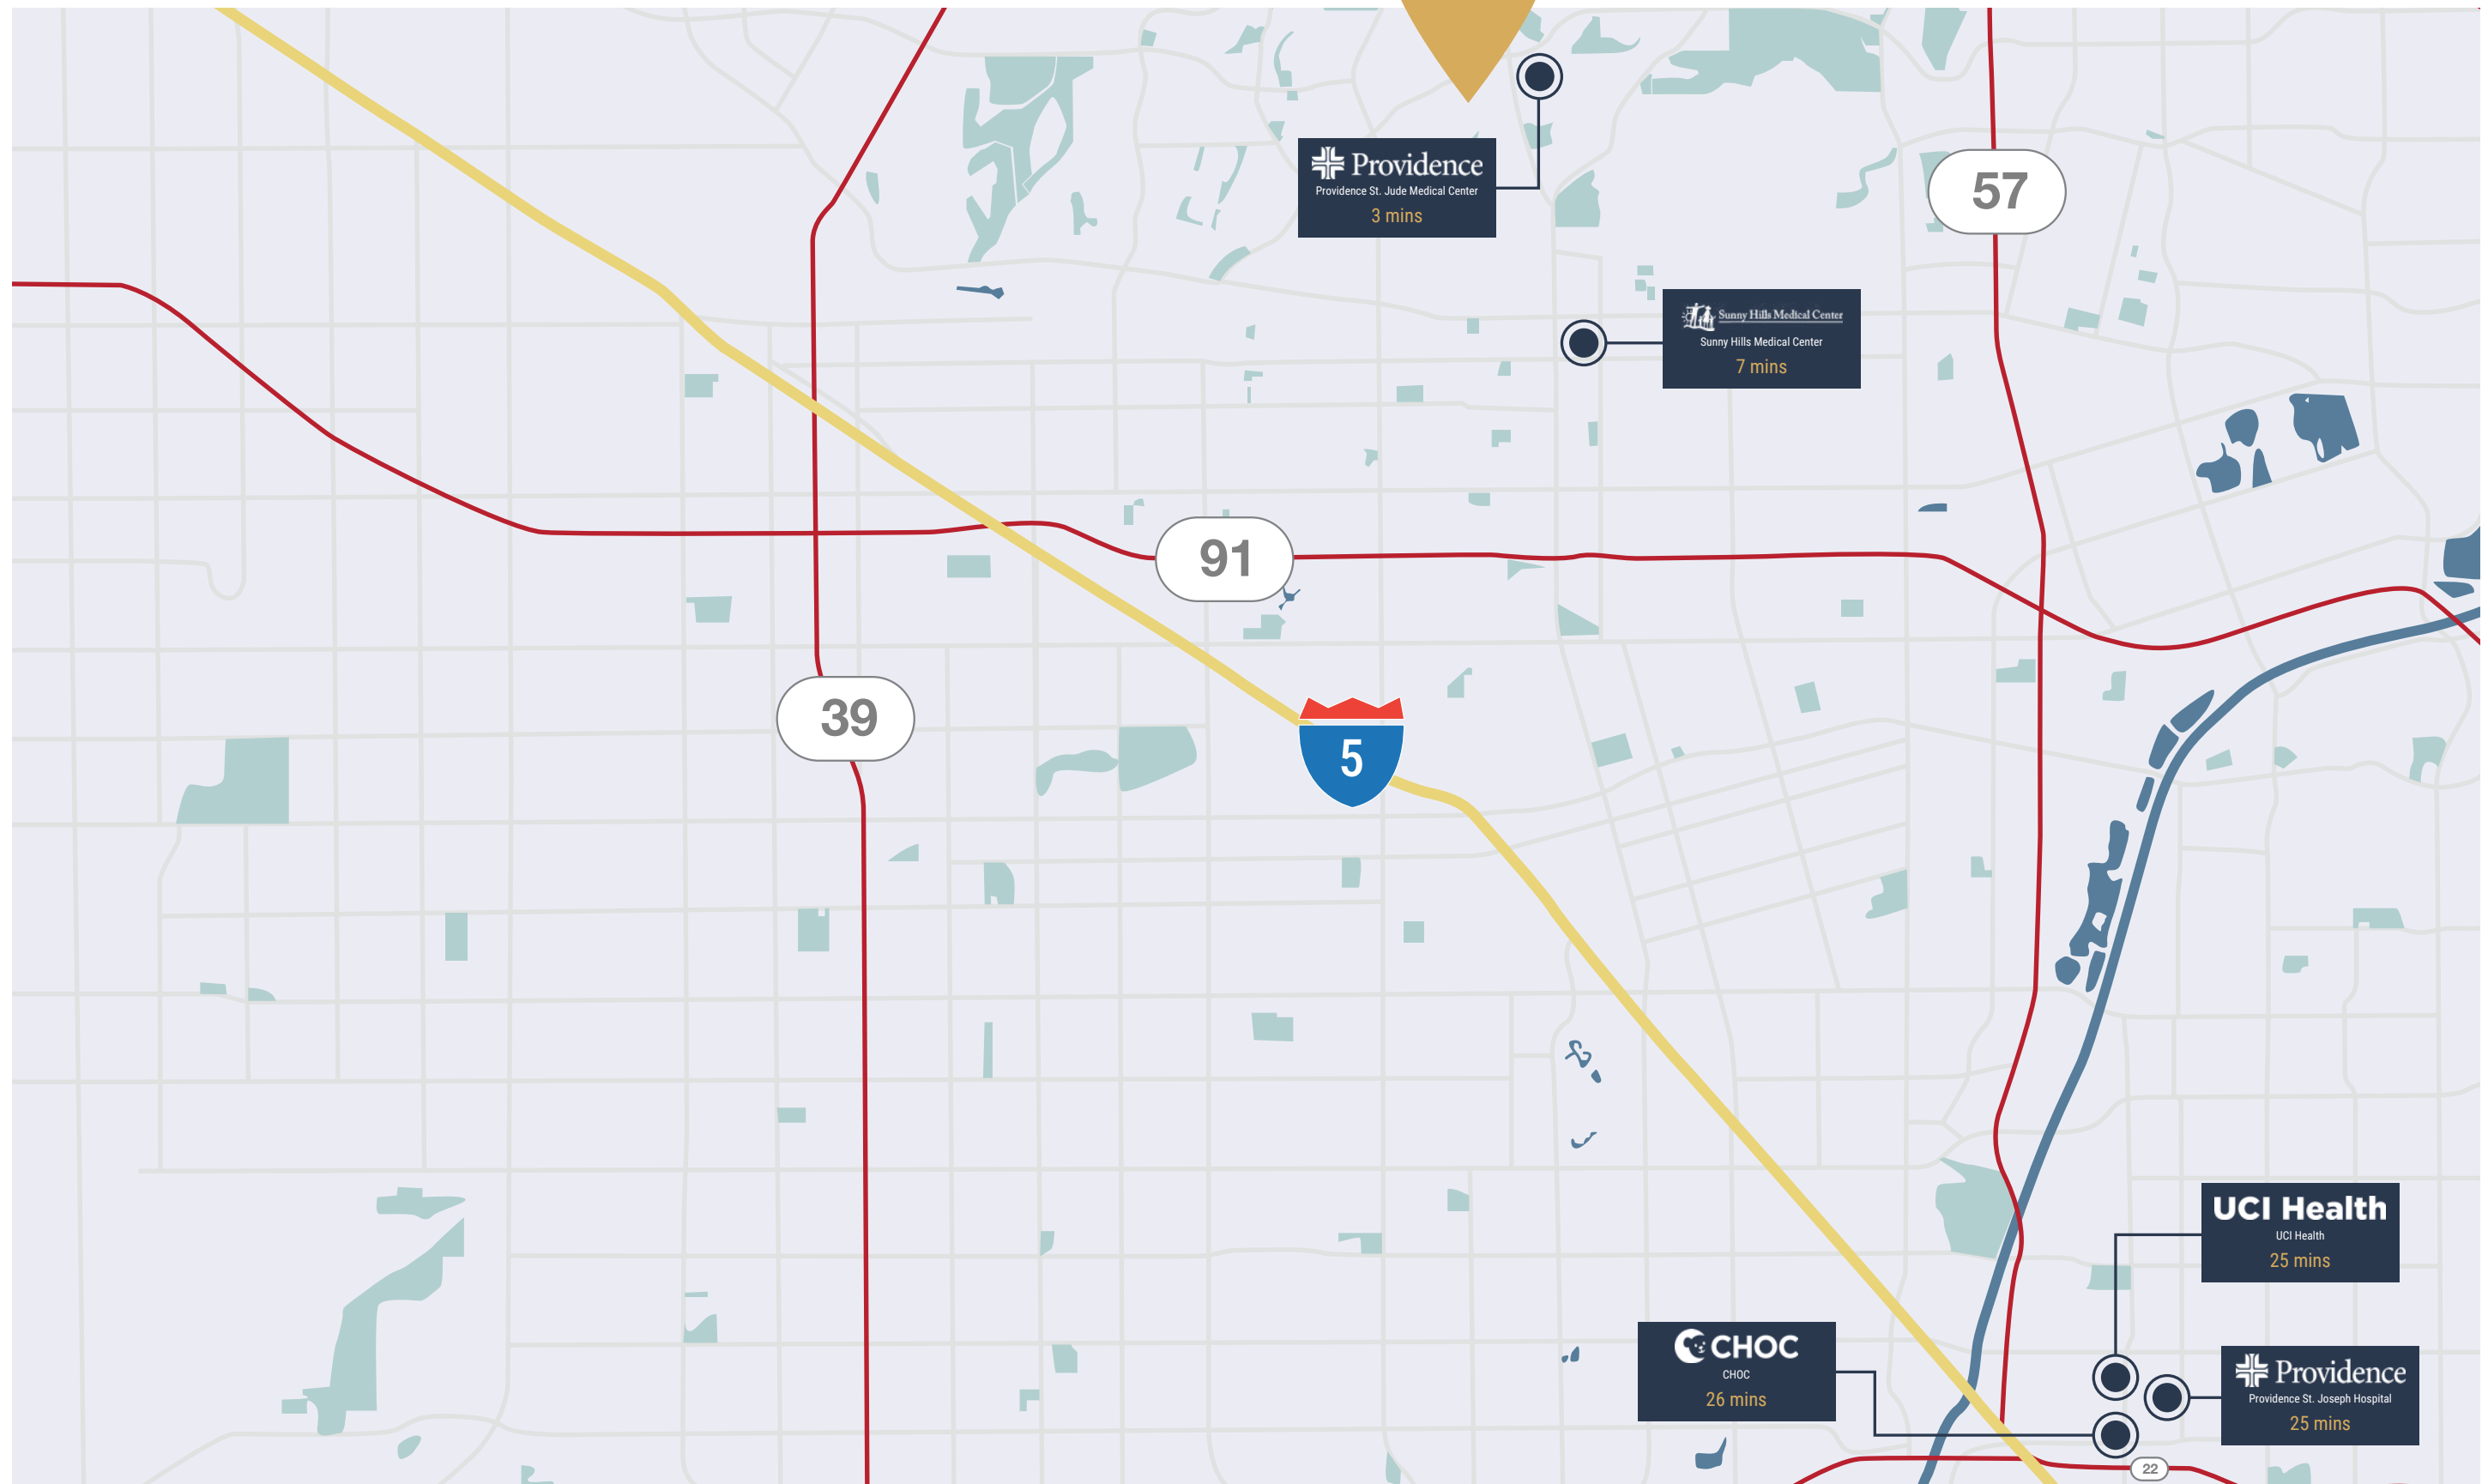 Providence
Providence St. Jude Medical Center
3 mins
57
Sunny Hills Medical Center
Sunny Hills Medical Center
7 mins
91
39
5
UCI Health
UCI Health
25 mins
CHOC
CHOC
26 mins
Providence
Providence St. Joseph Hospital
25 mins
22